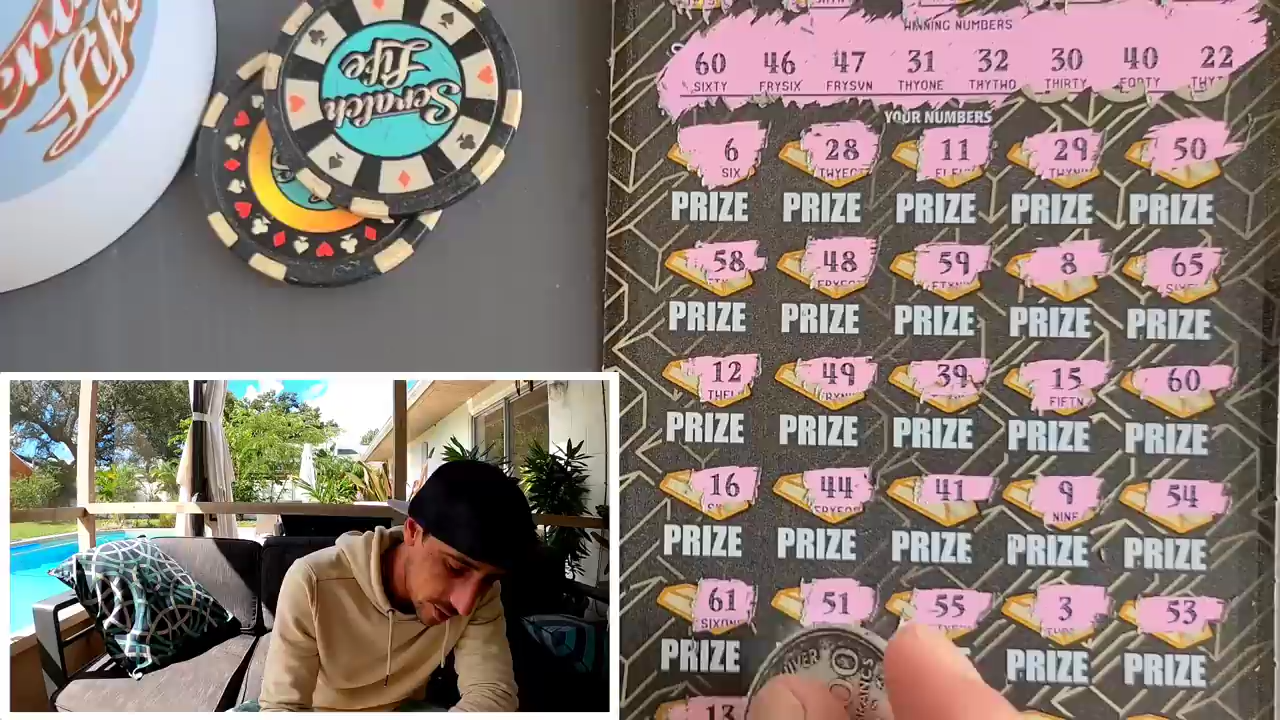 Scratch
Life
Life
WINNING NUMBERS
60 46 47 31 32 30 40 22
SIXTY FRYSIX FRYSVN THYONE THYTWO THIRTY FORTY
YOUR NUMBERS
6 28 11 29 50
SIX
PRIZE PRIZE PRIZE PRIZE PRIZE
58 48 59 8 65
PRIZE PRIZE PRIZE PRIZE PRIZE
12 49 39 15 60
FIFTN
PRIZE PRIZE PRIZE PRIZE PRIZE
16 44 41 9 54
NINE
PRIZE PRIZE PRIZE PRIZE PRIZE
61 51 55 3 53
SIXONE
PRIZE PRIZE PRIZE
13